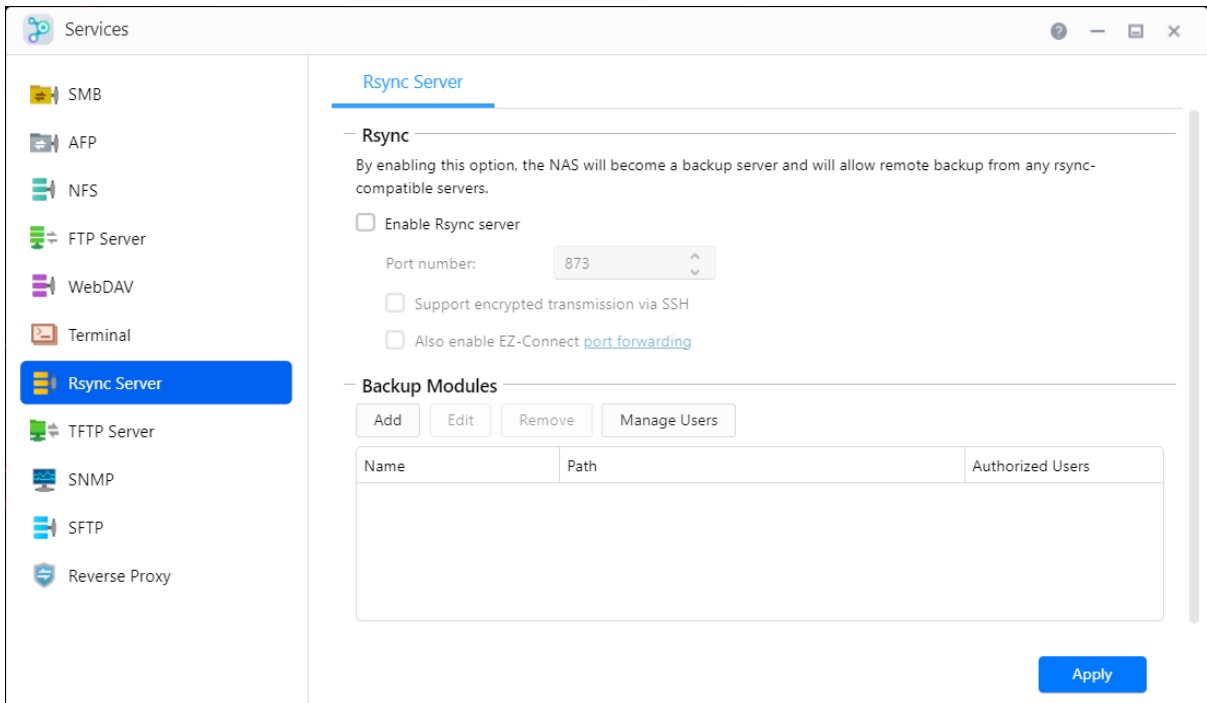 Services
SMB
AFP
NFS
FTP Server
WebDAV
Terminal
Rsync Server
TFTP Server
SNMP
SFTP
Reverse Proxy
Rsync Server
Rsync
By enabling this option, the NAS will become a backup server and will allow remote backup from any rsync-
compatible servers.
Enable Rsync server
Port number: 873
Support encrypted transmission via SSH
Also enable EZ-Connect port forwarding
Backup Modules
Add Edit Remove Manage Users
Name Path Authorized Users
Apply